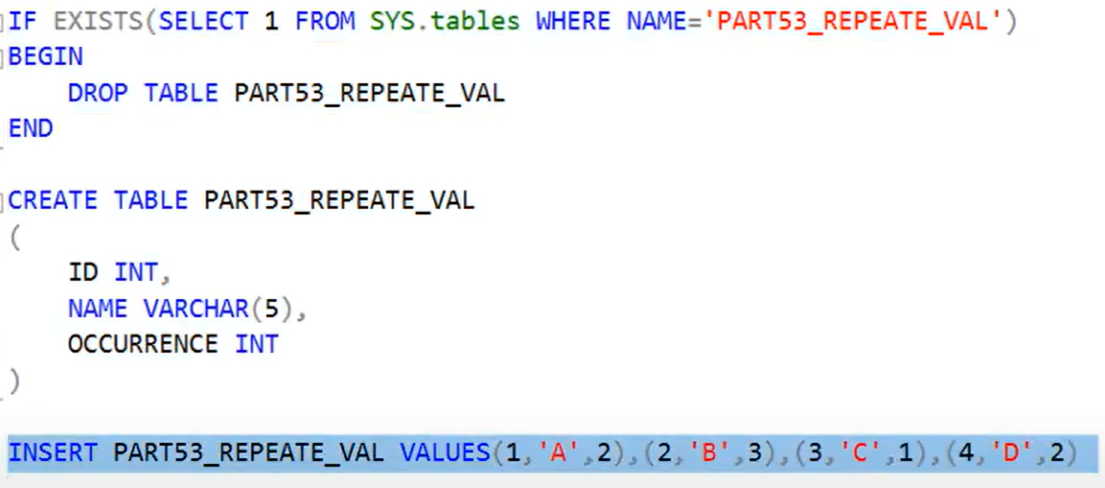 IF EXISTS(SELECT 1 FROM SYS.tables WHERE NAME='PART53_REPEATE_VAL')
BEGIN
DROP TABLE PART53_REPEATE_VAL
END
CREATE TABLE PART53_REPEATE_VAL
(
ID INT,
NAME VARCHAR(5),
OCCURRENCE INT
)
INSERT PART53_REPEATE_VAL VALUES(1,'A',2),(2,'B',3),(3,'C',1),(4,'D',2)